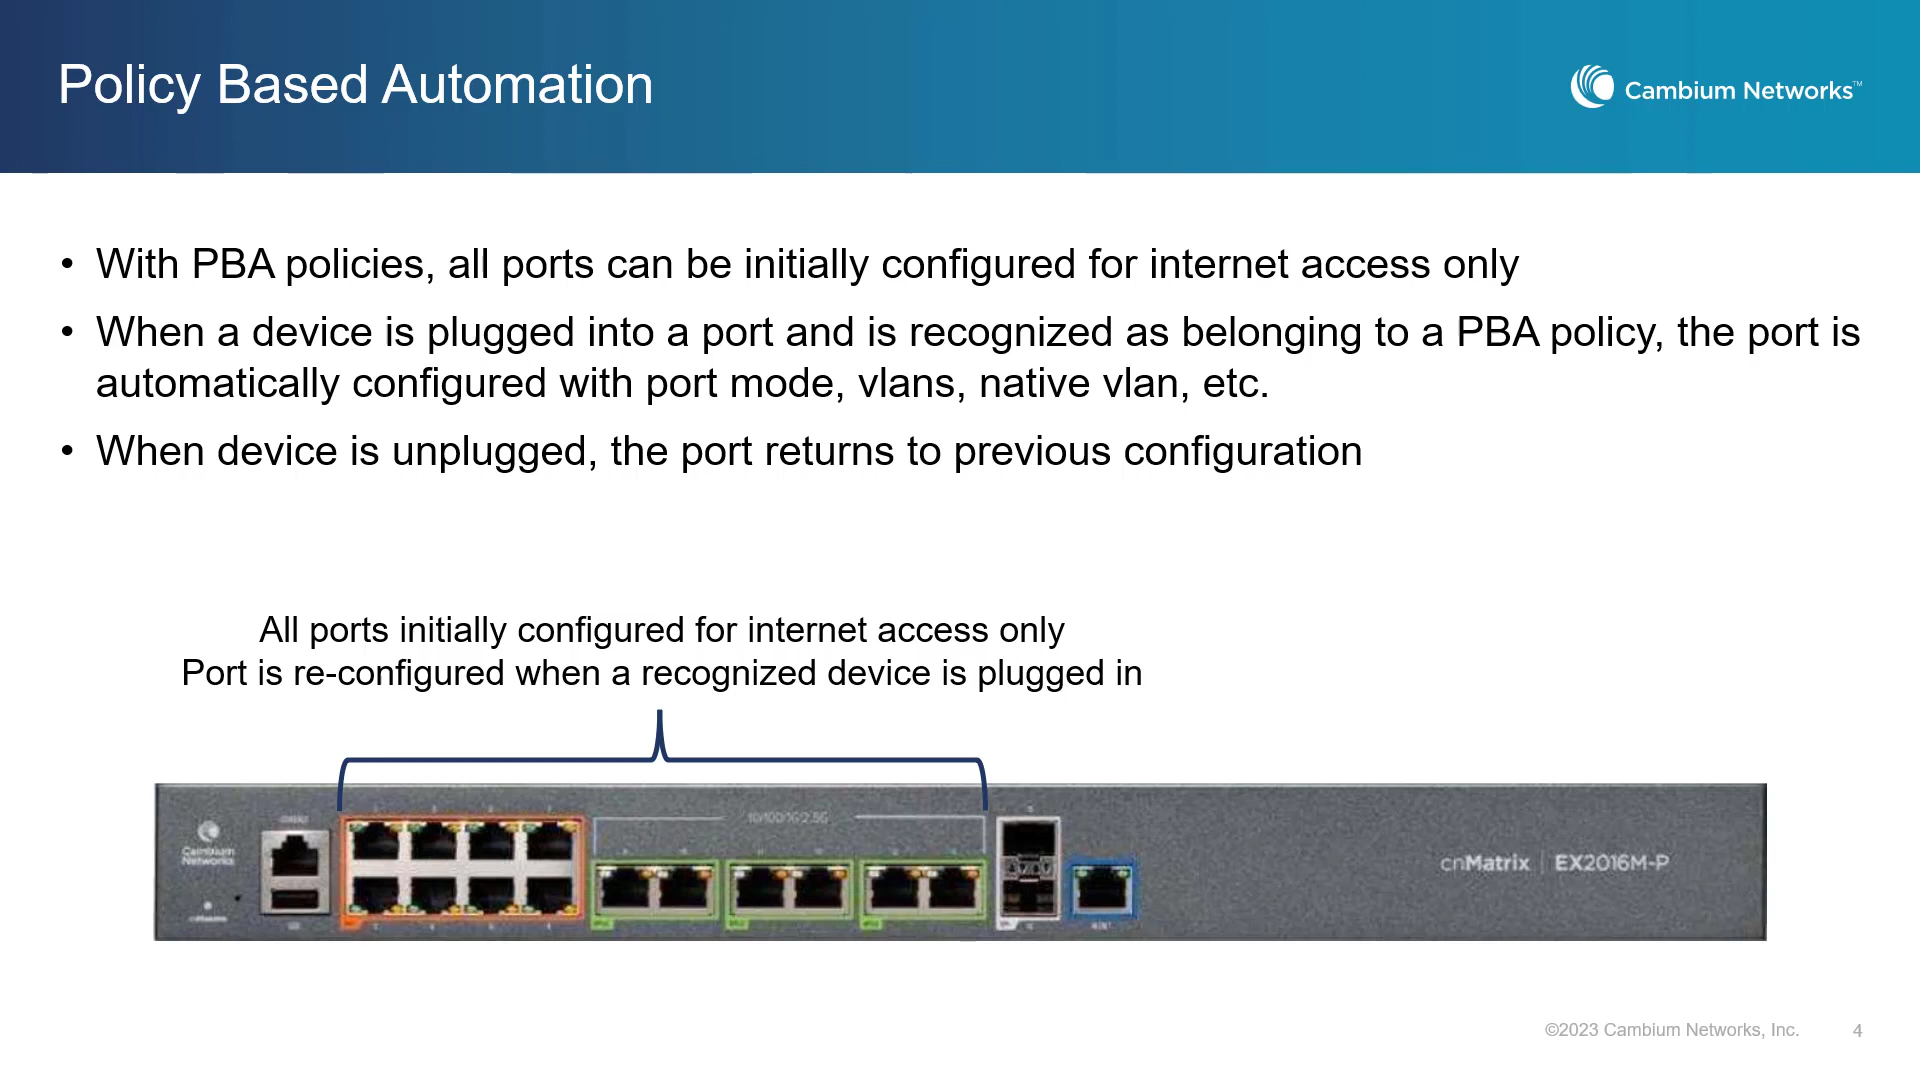 Policy Based Automation
Cambium Networks™
• With PBA policies, all ports can be initially configured for internet access only
• When a device is plugged into a port and is recognized as belonging to a PBA policy, the port is
automatically configured with port mode, vlans, native vlan, etc.
• When device is unplugged, the port returns to previous configuration
All ports initially configured for internet access only
Port is re-configured when a recognized device is plugged in
10/100/1G/2.5G
Cambium
Networks
cnMatrix | EX2016M-P
©2023 Cambium Networks, Inc.
4